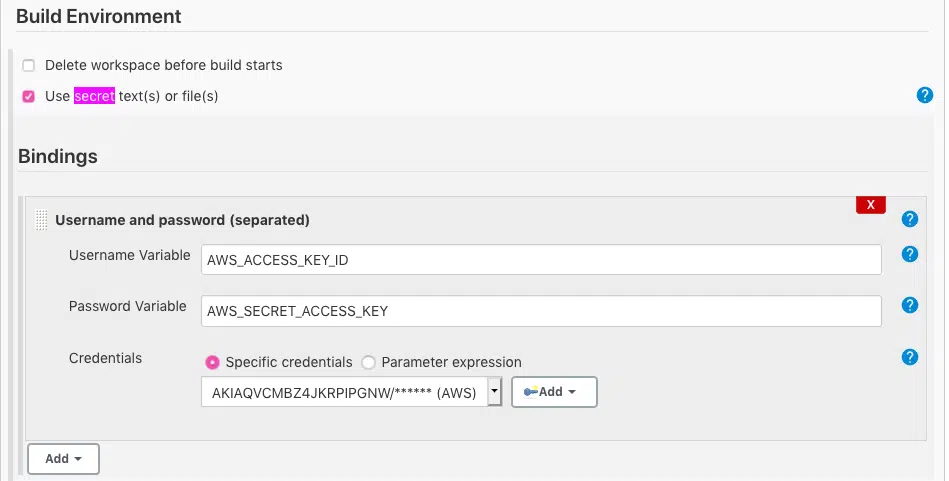 Build Environment
Delete workspace before build starts
Use secret text(s) or file(s)
?
Bindings
X
Username and password (separated)
?
Username Variable
AWS_ACCESS_KEY_ID
?
Password Variable
AWS_SECRET_ACCESS_KEY
?
Credentials
Specific credentials Parameter expression
?
AKIAQVCMBZ4JKRPIPGNW/****** (AWS)
Add
Add